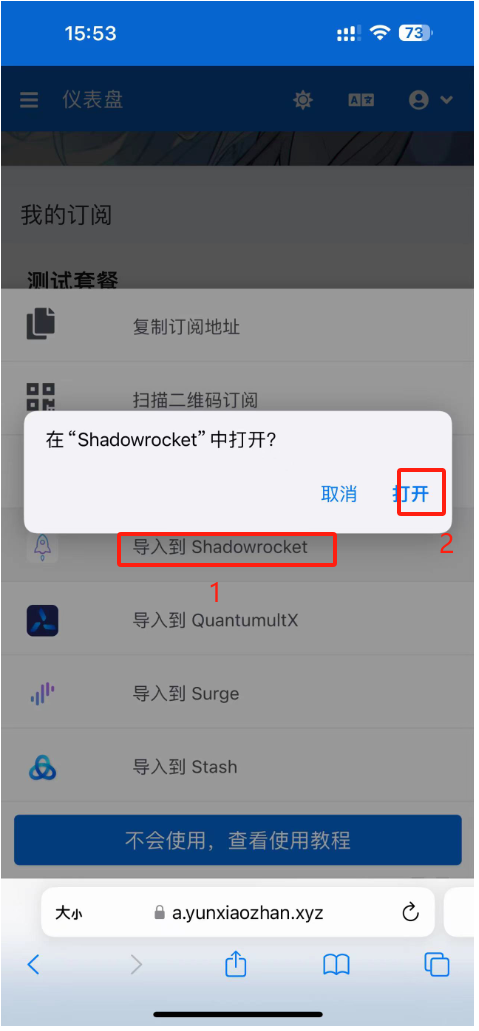 15:53
73
仪表盘
我的订阅
测试套餐
复制订阅地址
扫描二维码订阅
在“Shadowrocket”中打开?
取消
打开
2
导入到 Shadowrocket
1
导入到 QuantumultX
导入到 Surge
导入到 Stash
不会使用，查看使用教程
大小
a.yunxiaozhan.xyz